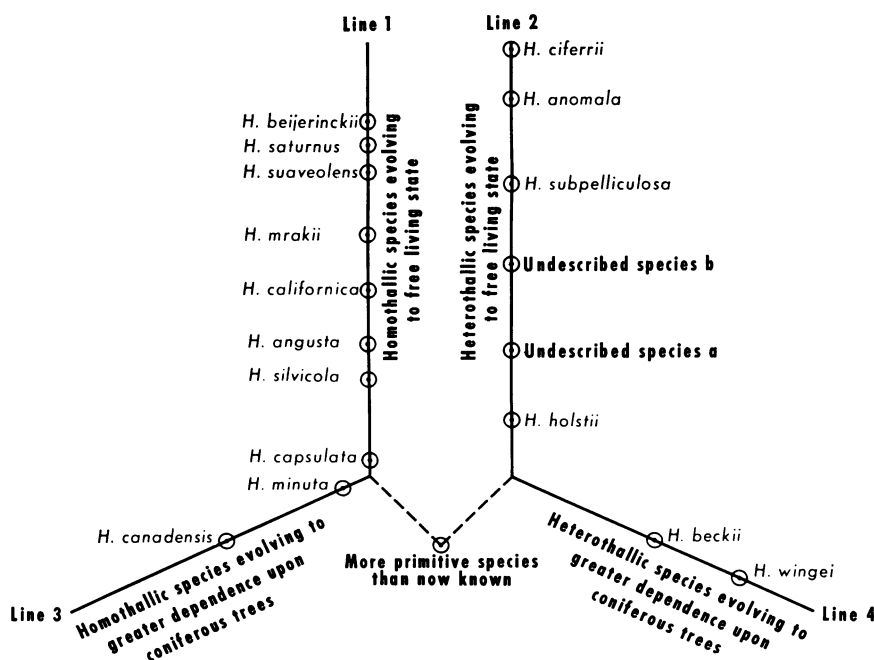 Line 1
H. beijerinckii
H. saturnus
H. suaveolens
H. mrakii
H. californica
H. angusta
H. silvicola
H. capsulata
Homothallic species evolving
to free living state
Line 2
H. ciferrii
H. anomala
H. subpelliculosa
Undescribed species b
Undescribed species a
H. holstii
Heterothallic species evolving
to free living state
H. minuta
H. canadensis
Line 3
Homothallic species evolving to
greater dependence upon
coniferous trees
More primitive species
than now known
H. beckii
H. wingei
Line 4
Heterothallic species evolving to
greater dependence upon
coniferous trees